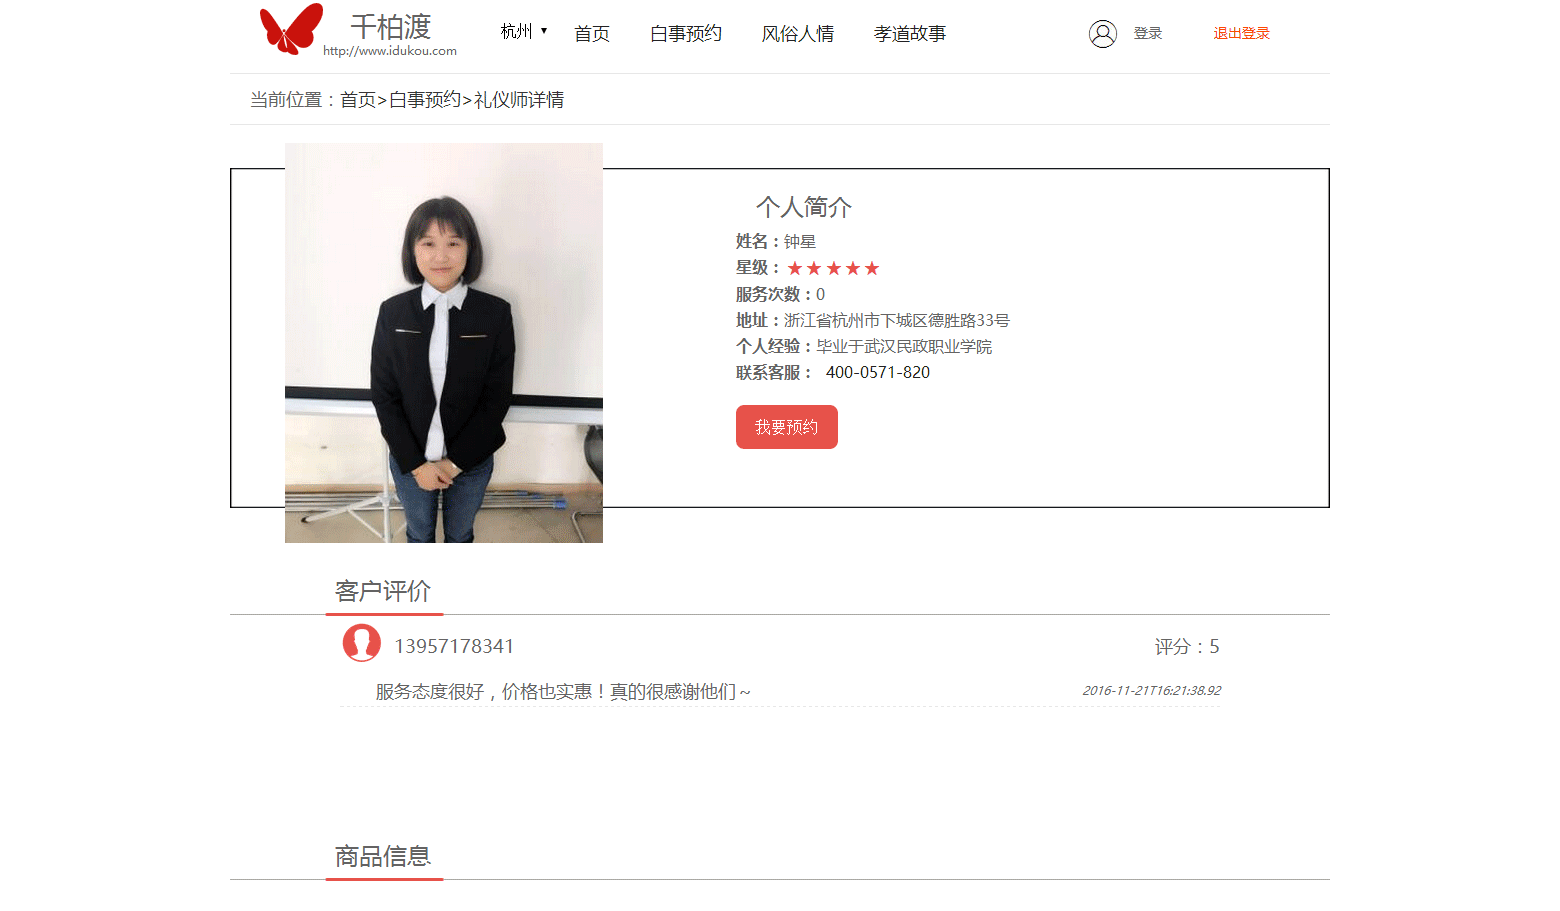 千柏渡
http://www.idukou.com
杭州 ▼ 首页 白事预约 风俗人情 孝道故事 登录 退出登录
当前位置：首页>白事预约>礼仪师详情
个人简介
姓名：钟星
星级：★★★★★
服务次数：0
地址：浙江省杭州市下城区德胜路33号
个人经验：毕业于武汉民政职业学院
联系客服： 400-0571-820
我要预约
客户评价
13957178341 评分：5
服务态度很好，价格也实惠！真的很感谢他们～ 2016-11-21T16:21:38.92
商品信息